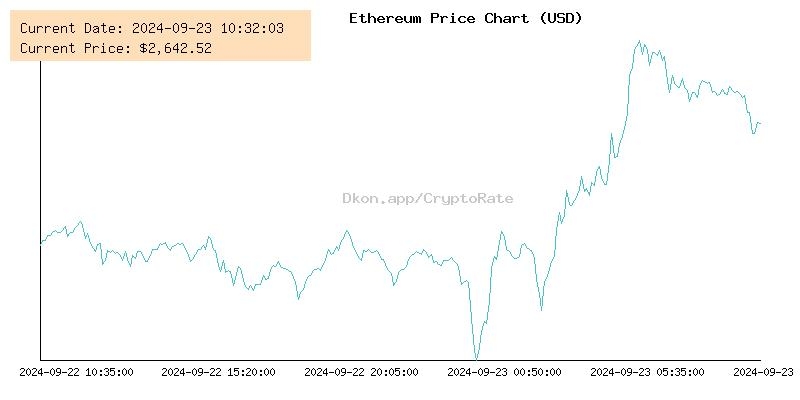 Ethereum Price Chart (USD)
Current Date: 2024-09-23 10:32:03
Current Price: $2,642.52
Dkon.app/CryptoRate
2024-09-22 10:35:00 2024-09-22 15:20:00 2024-09-22 20:05:00 2024-09-23 00:50:00 2024-09-23 05:35:00 2024-09-23